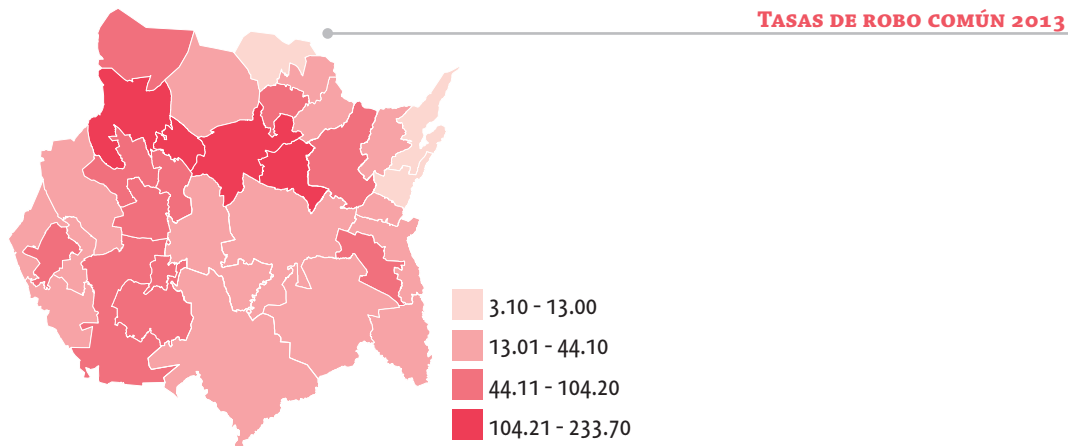 TASAS DE ROBO COMÚN 2013
3.10 - 13.00
13.01 - 44.10
44.11 - 104.20
104.21 - 233.70